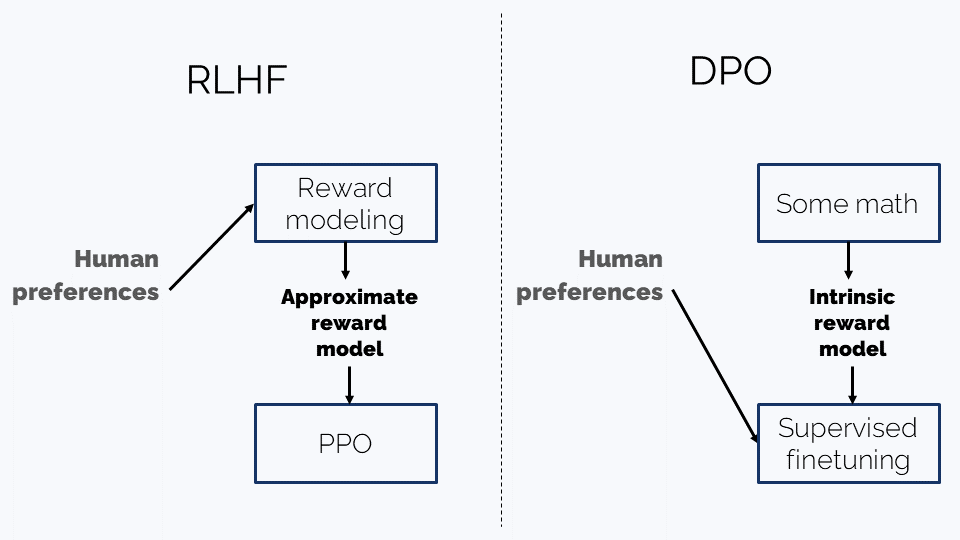 RLHF
Reward
modeling
Human
preferences
Approximate
reward
model
PPO
DPO
Some math
Human
preferences
Intrinsic
reward
model
Supervised
finetuning